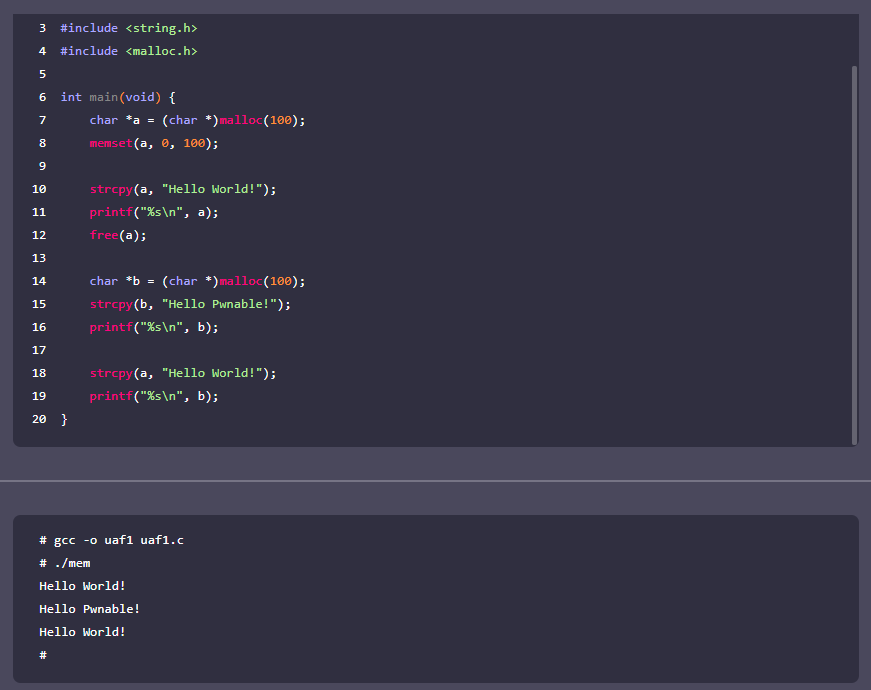 3 #include <string.h>
4 #include <malloc.h>
5
6 int main(void) {
7     char *a = (char *)malloc(100);
8     memset(a, 0, 100);
9
10     strcpy(a, "Hello World!");
11     printf("%s\n", a);
12     free(a);
13
14     char *b = (char *)malloc(100);
15     strcpy(b, "Hello Pwnable!");
16     printf("%s\n", b);
17
18     strcpy(a, "Hello World!");
19     printf("%s\n", b);
20 }
# gcc -o uaf1 uaf1.c
# ./mem
Hello World!
Hello Pwnable!
Hello World!
#